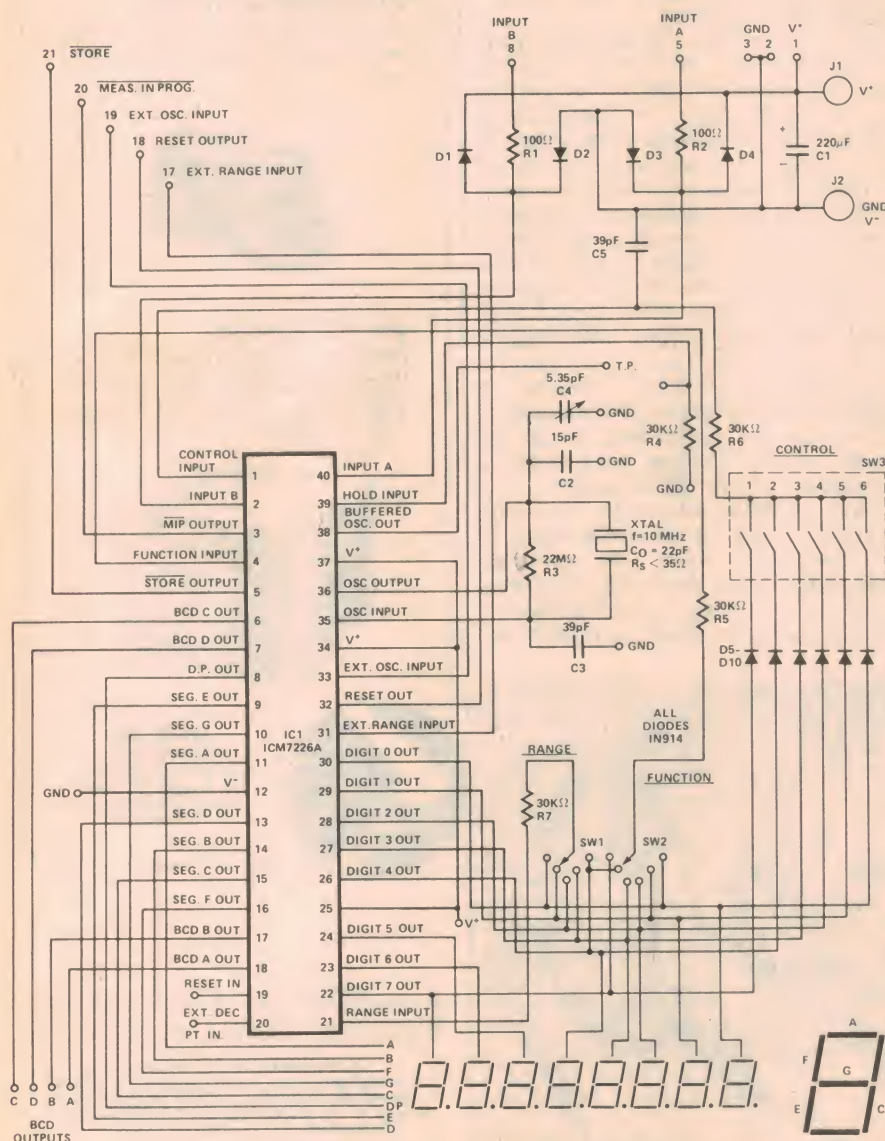 INPUT
B
8
INPUT
A
5
GND
3 2
V+
1
J1
V+
21 STORE
20 MEAS. IN PROG.
19 EXT. OSC. INPUT
18 RESET OUTPUT
17 EXT. RANGE INPUT
D1
100Ω
R1
D2
D3
100Ω
R2
D4
+
220μF
C1
−
J2
GND
V-
39pF
C5
T.P.
5.35pF
C4
GND
15pF
C2
GND
30KΩ
R4
30KΩ
R6
GND
CONTROL
SW3
1 2 3 4 5 6
XTAL
f=10 MHz
CO = 22pF
RS < 35Ω
22MΩ
R3
30KΩ
R5
39pF
C3
GND
D5-
D10
ALL
DIODES
IN914
RANGE
FUNCTION
30KΩ
R7
SW1
SW2
V+
IC1
ICM7226A
CONTROL
INPUT
1
INPUT B
2
MIP OUTPUT
3
FUNCTION INPUT
4
STORE OUTPUT
5
BCD C OUT
6
BCD D OUT
7
D.P. OUT
8
SEG. E OUT
9
SEG. G OUT
10
SEG. A OUT
11
GND
V-
12
SEG. D OUT
13
SEG. B OUT
14
SEG. C OUT
15
SEG. F OUT
16
BCD B OUT
17
BCD A OUT
18
RESET IN
19
EXT DEC
PT IN.
20
40 INPUT A
39 HOLD INPUT
38 BUFFERED
OSC. OUT
37 V+
36 OSC OUTPUT
35 OSC INPUT
34 V+
33 EXT. OSC. INPUT
32 RESET OUT
31 EXT.RANGE INPUT
30 DIGIT 0 OUT
29 DIGIT 1 OUT
28 DIGIT 2 OUT
27 DIGIT 3 OUT
26 DIGIT 4 OUT
25
24 DIGIT 5 OUT
23 DIGIT 6 OUT
22 DIGIT 7 OUT
21 RANGE INPUT
A
B
F
G
C
DP
E
D
C D B A
BCD
OUTPUTS
8.8.8.8.8.8.8.8.
A
F
G
E
C